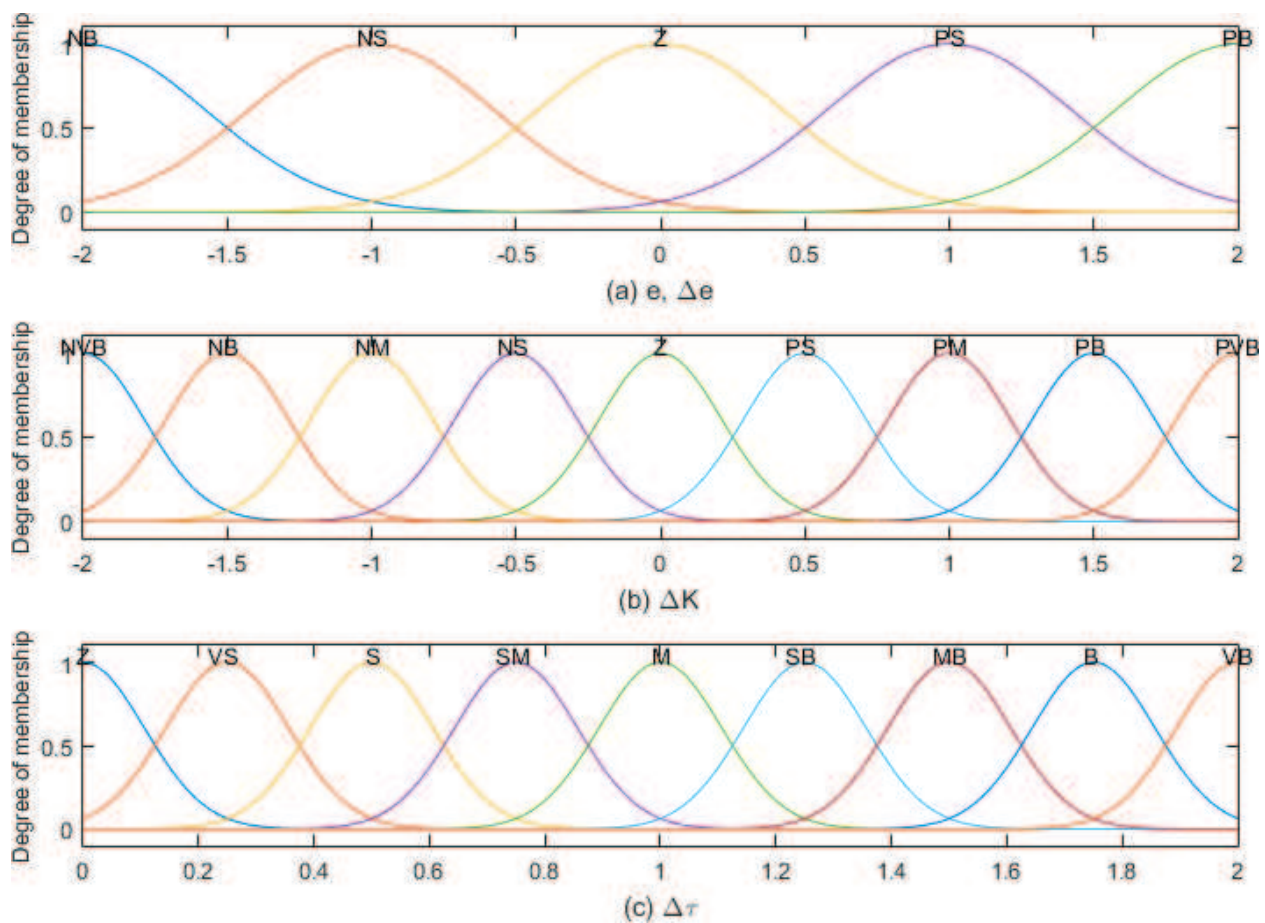 NB NS Z PS PB
Degree of membership
1
0.5
0
-2 -1.5 -1 -0.5 0 0.5 1 1.5 2
(a) e, Δe
NVB NB NM NS Z PS PM PB PVB
Degree of membership
1
0.5
0
-2 -1.5 -1 -0.5 0 0.5 1 1.5 2
(b) ΔK
Z VS S SM M SB MB B VB
Degree of membership
1
0.5
0
0 0.2 0.4 0.6 0.8 1 1.2 1.4 1.6 1.8 2
(c) Δτ